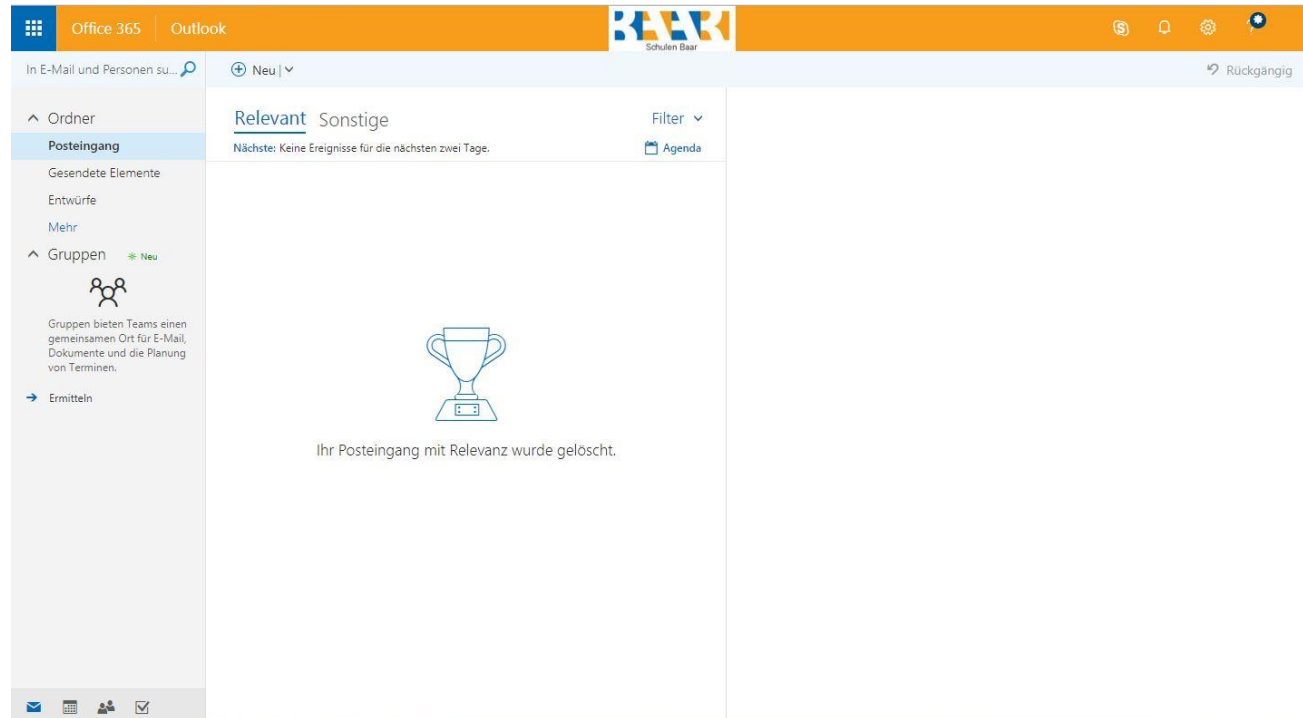 Office 365 Outlook
BAAR
Schulen Baar
In E-Mail und Personen su...
Neu
Rückgängig
Ordner
Posteingang
Gesendete Elemente
Entwürfe
Mehr
Gruppen Neu
Gruppen bieten Teams einen
gemeinsamen Ort für E-Mail,
Dokumente und die Planung
von Terminen.
Ermitteln
Relevant Sonstige Filter
Nächste: Keine Ereignisse für die nächsten zwei Tage. Agenda
Ihr Posteingang mit Relevanz wurde gelöscht.